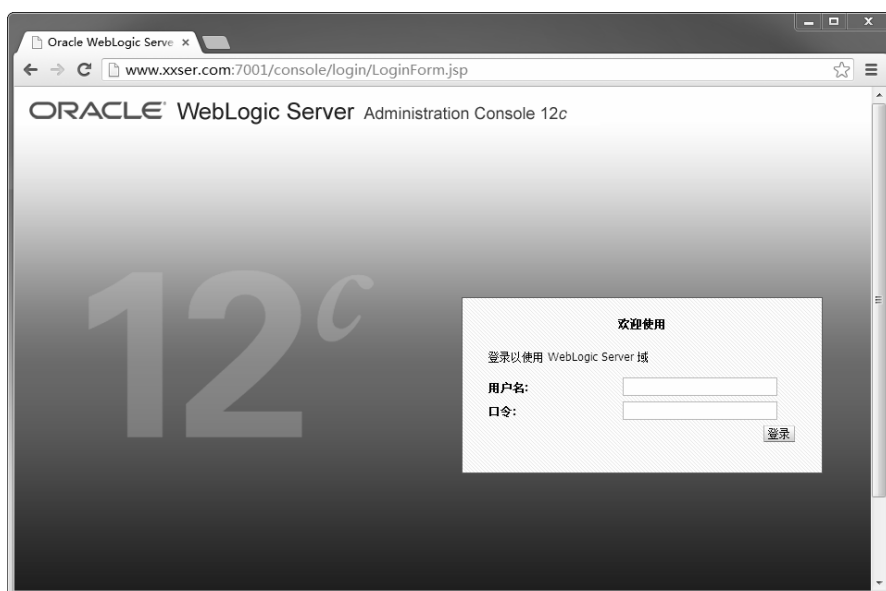 Oracle WebLogic Serve
www.xxser.com:7001/console/login/LoginForm.jsp
ORACLE WebLogic Server Administration Console 12c
12c
欢迎使用
登录以使用 WebLogic Server 域
用户名:
口令:
登录